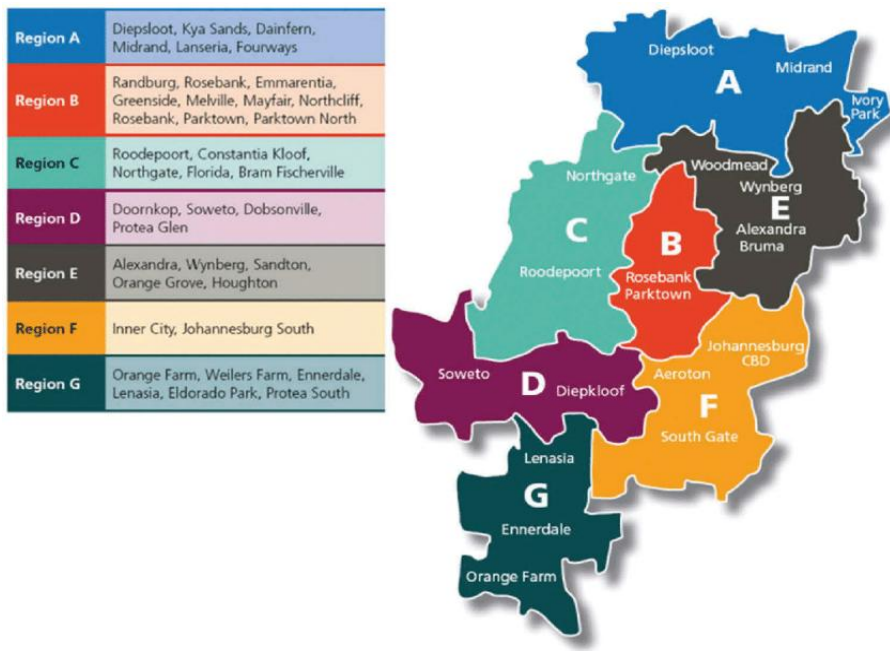 Region A
Diepsloot, Kya Sands, Dainfern,
Midrand, Lanseria, Fourways
Region B
Randburg, Rosebank, Emmarentia,
Greenside, Melville, Mayfair, Northcliff,
Rosebank, Parktown, Parktown North
Region C
Roodepoort, Constantia Kloof,
Northgate, Florida, Bram Fischerville
Region D
Doornkop, Soweto, Dobsonville,
Protea Glen
Region E
Alexandra, Wynberg, Sandton,
Orange Grove, Houghton
Region F
Inner City, Johannesburg South
Region G
Orange Farm, Weilers Farm, Ennerdale,
Lenasia, Eldorado Park, Protea South
Diepsloot
Midrand
A
Ivory
Park
Woodmead
Northgate
Wynberg
E
C
B
Alexandra
Bruma
Roodepoort
Rosebank
Parktown
Johannesburg
CBD
Soweto
D
Diepkloof
Aeroton
F
South Gate
Lenasia
G
Ennerdale
Orange Farm